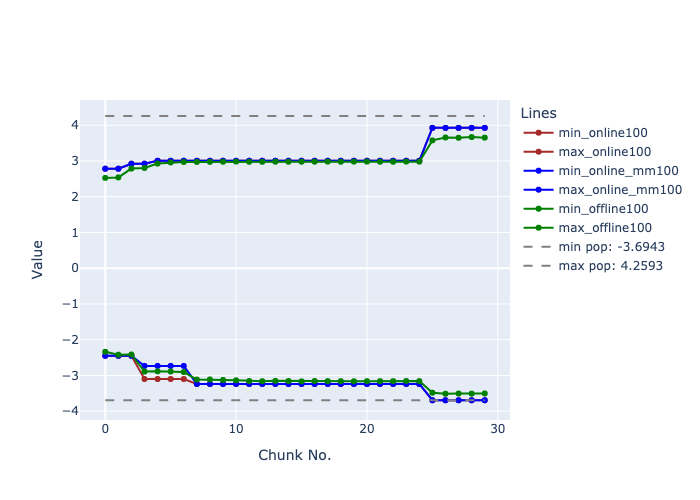 Lines
min_online100
max_online100
min_online_mm100
max_online_mm100
min_offline100
max_offline100
min pop: -3.6943
max pop: 4.2593
4
3
2
1
0
−1
−2
−3
−4
Value
0
10
20
30
Chunk No.